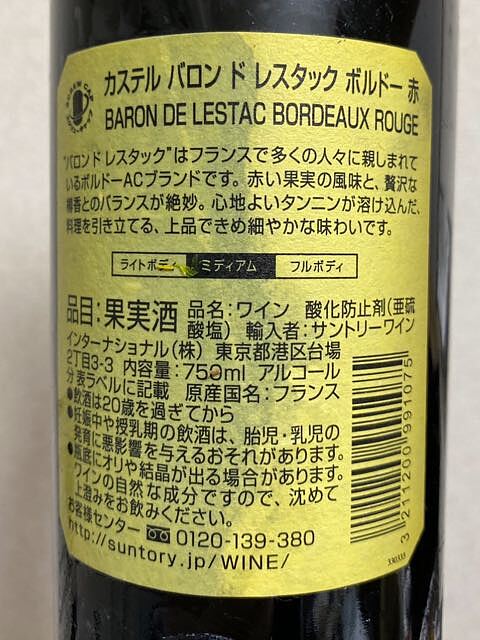 SCREW CAP
カステル バロン ド レスタック ボルドー 赤
BARON DE LESTAC BORDEAUX ROUGE
"バロン ド レスタック"はフランスで多くの人々に親しまれて
いるボルドーACブランドです。赤い果実の風味と、贅沢な
樽香とのバランスが絶妙。心地よいタンニンが溶け込んだ、
料理を引き立てる、上品できめ細やかな味わいです。
ライトボディ ミディアム フルボディ
品目:果実酒 品名:ワイン 酸化防止剤(亜硫
酸塩) 輸入者:サントリーワイン
インターナショナル(株) 東京都港区台場
2丁目3-3 内容量:750ml アルコール
分 表ラベルに記載 原産国名:フランス
●飲酒は20歳を過ぎてから
●妊娠中や授乳期の飲酒は、胎児・乳児の
発育に悪影響を与えるおそれがあります。
●瓶底にオリや結晶が出る場合があります。
ワインの自然な成分ですので、沈めて
上澄みをお飲みください。
お客様センター 0120-139-380
http://suntory.jp/WINE/
3 211200 991075
330335